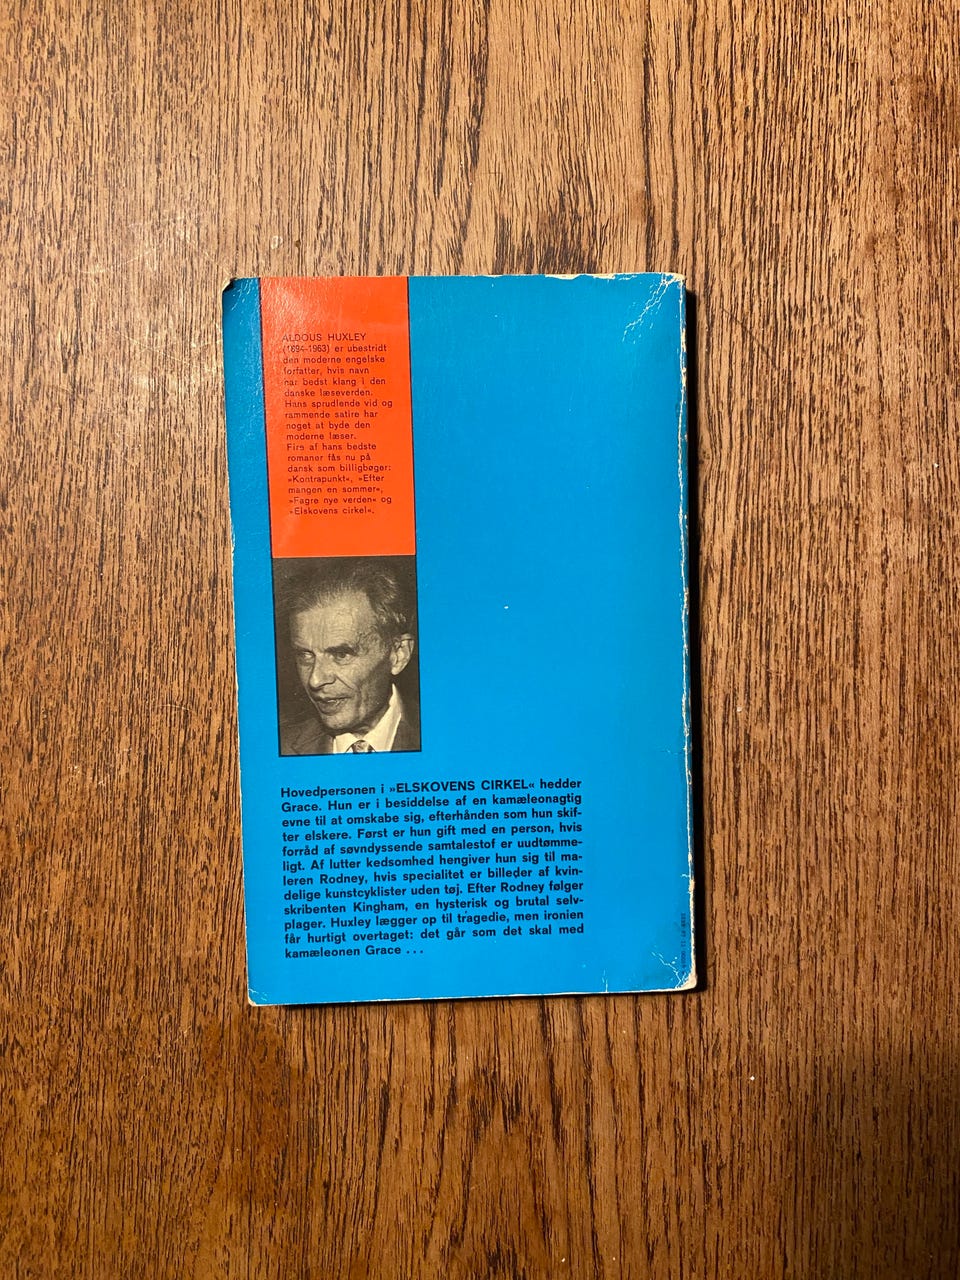 ALDOUS HUXLEY
(1894-1963) er ubestridt
den moderne engelske
forfatter, hvis navn
har bedst klang i den
danske læseverden.
Hans sprudlende vid og
rammende satire har
noget at byde den
moderne læser.
Fire af hans bedste
romaner fås nu på
dansk som billigbøger:
»Kontrapunkt«, »Efter
mangen en sommer«,
»Fagre nye verden« og
»Elskovens cirkel«.
Hovedpersonen i »ELSKOVENS CIRKEL« hedder
Grace. Hun er i besiddelse af en kamæleonagtig
evne til at omskabe sig, efterhånden som hun skif-
ter elskere. Først er hun gift med en person, hvis
forråd af søvndyssende samtalestof er uudtømme-
ligt. Af lutter kedsomhed hengiver hun sig til ma-
leren Rodney, hvis specialitet er billeder af kvin-
delige kunstcyklister uden tøj. Efter Rodney følger
skribenten Kingham, en hysterisk og brutal selv-
plager. Huxley lægger op til tragedie, men ironien
får hurtigt overtaget: det går som det skal med
kamæleonen Grace ...